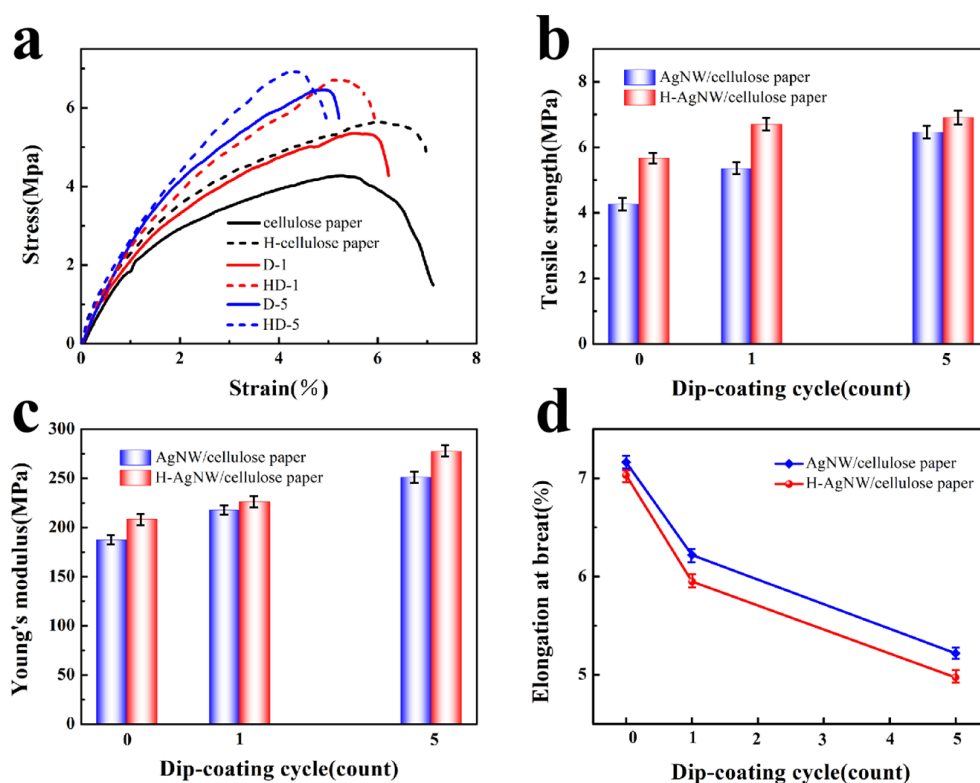 a
Stress(Mpa)
8
6
4
2
0
cellulose paper
H-cellulose paper
D-1
HD-1
D-5
HD-5
0 2 4 6 8
Strain(%)
b
Tensile strength(MPa)
8
6
4
2
0
AgNW/cellulose paper
H-AgNW/cellulose paper
0 1 5
Dip-coating cycle(count)
c
Young's modulus(MPa)
300
250
200
150
100
50
0
AgNW/cellulose paper
H-AgNW/cellulose paper
0 1 5
Dip-coating cycle(count)
d
Elongation at breat(%)
7
6
5
AgNW/cellulose paper
H-AgNW/cellulose paper
0 1 2 3 4 5
Dip-coating cycle(count)